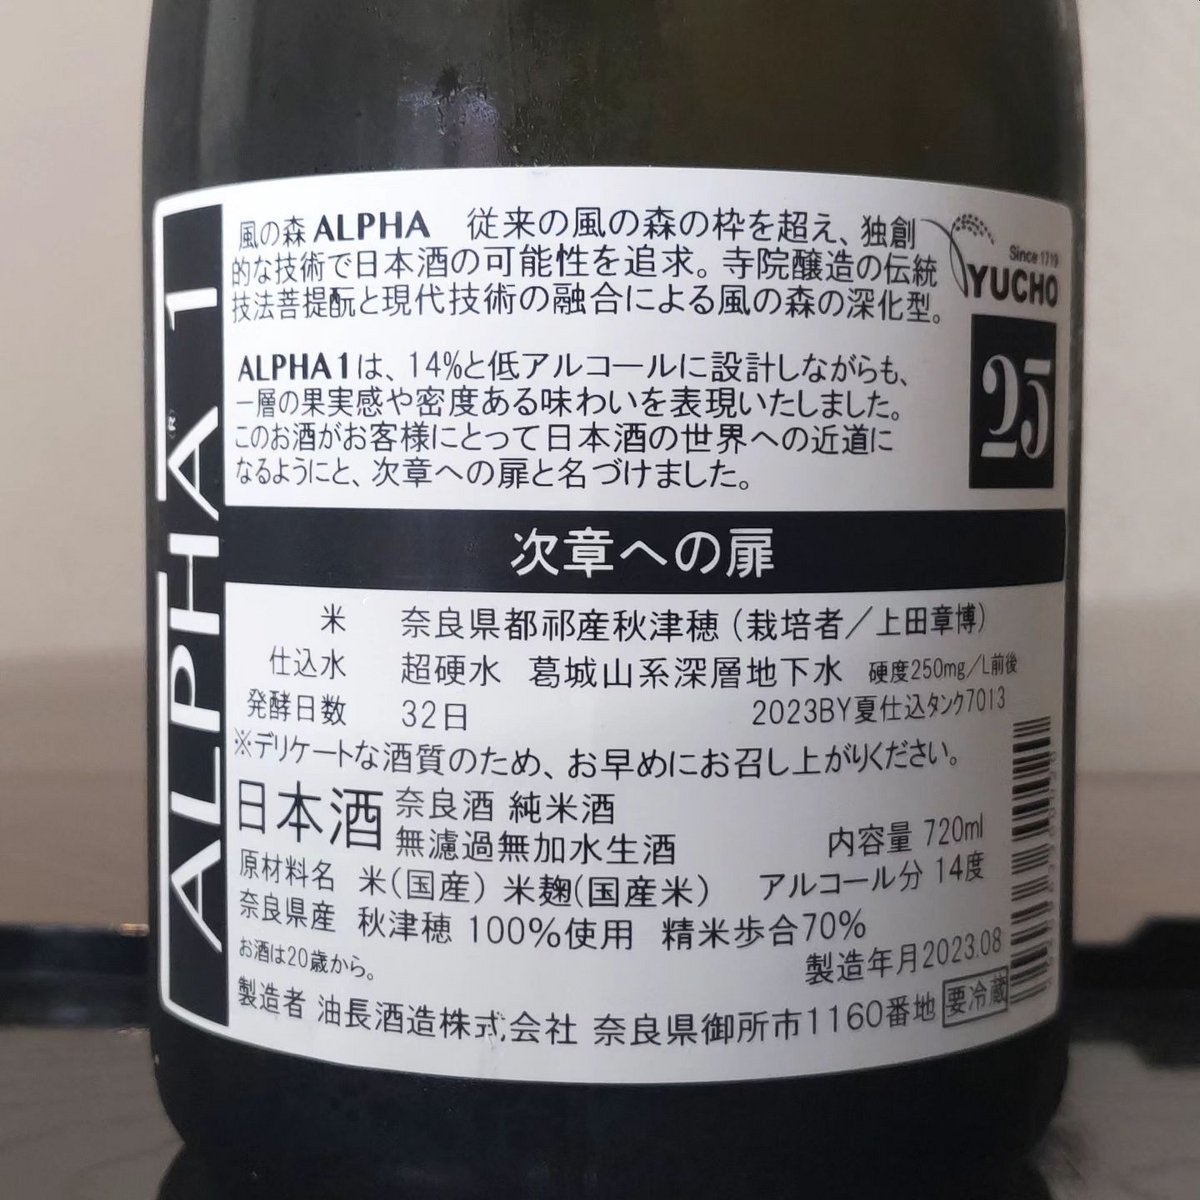 ALPHA 1
(R)
風の森 ALPHA 従来の風の森の枠を超え、独創
的な技術で日本酒の可能性を追求。寺院醸造の伝統
技法菩提酛と現代技術の融合による風の森の深化型。
Since 1719
YUCHO
25
ALPHA1は、14%と低アルコールに設計しながらも、
一層の果実感や密度ある味わいを表現いたしました。
このお酒がお客様にとって日本酒の世界への近道に
なるようにと、次章への扉と名づけました。
次章への扉
米 奈良県都祁産秋津穂(栽培者/上田章博)
仕込水 超硬水 葛城山系深層地下水 硬度250mg/L前後
発酵日数 32日 2023BY夏仕込タンク7013
※デリケートな酒質のため、お早めにお召し上がりください。
日本酒 奈良酒 純米酒
無濾過無加水生酒 内容量 720ml
原材料名 米(国産) 米麹(国産米) アルコール分 14度
奈良県産 秋津穂 100%使用 精米歩合70%
お酒は20歳から。 製造年月2023.08
製造者 油長酒造株式会社 奈良県御所市1160番地 要冷蔵